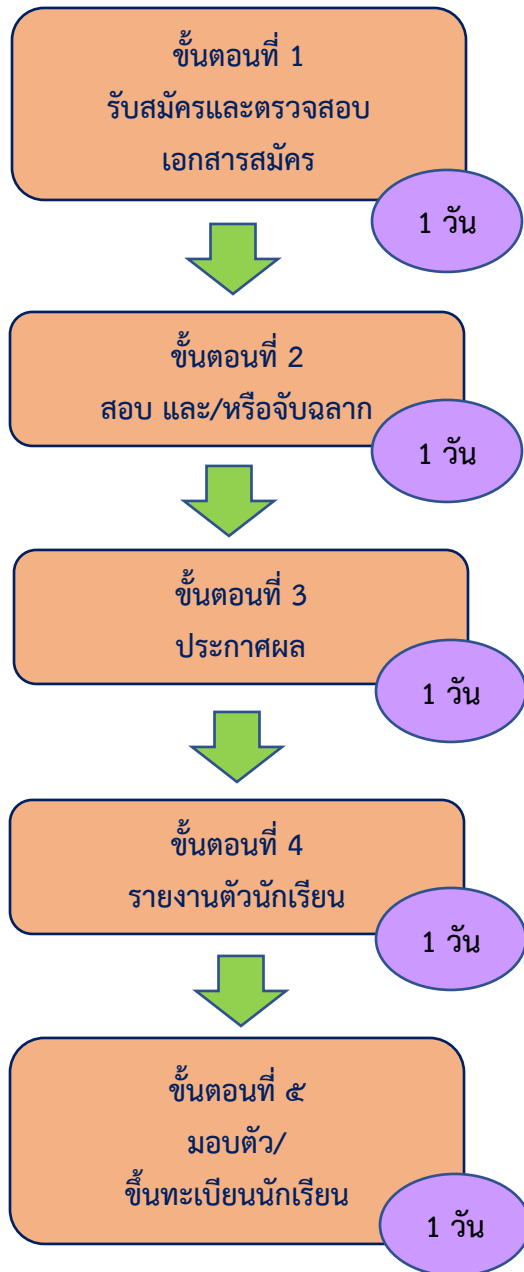 ขั้นตอนที่ 1
รับสมัครและตรวจสอบ
เอกสารสมัคร
1 วัน
ขั้นตอนที่ 2
สอบ และ/หรือจับฉลาก
1 วัน
ขั้นตอนที่ 3
ประกาศผล
1 วัน
ขั้นตอนที่ 4
รายงานตัวนักเรียน
1 วัน
ขั้นตอนที่ ๕
มอบตัว/
ขึ้นทะเบียนนักเรียน
1 วัน